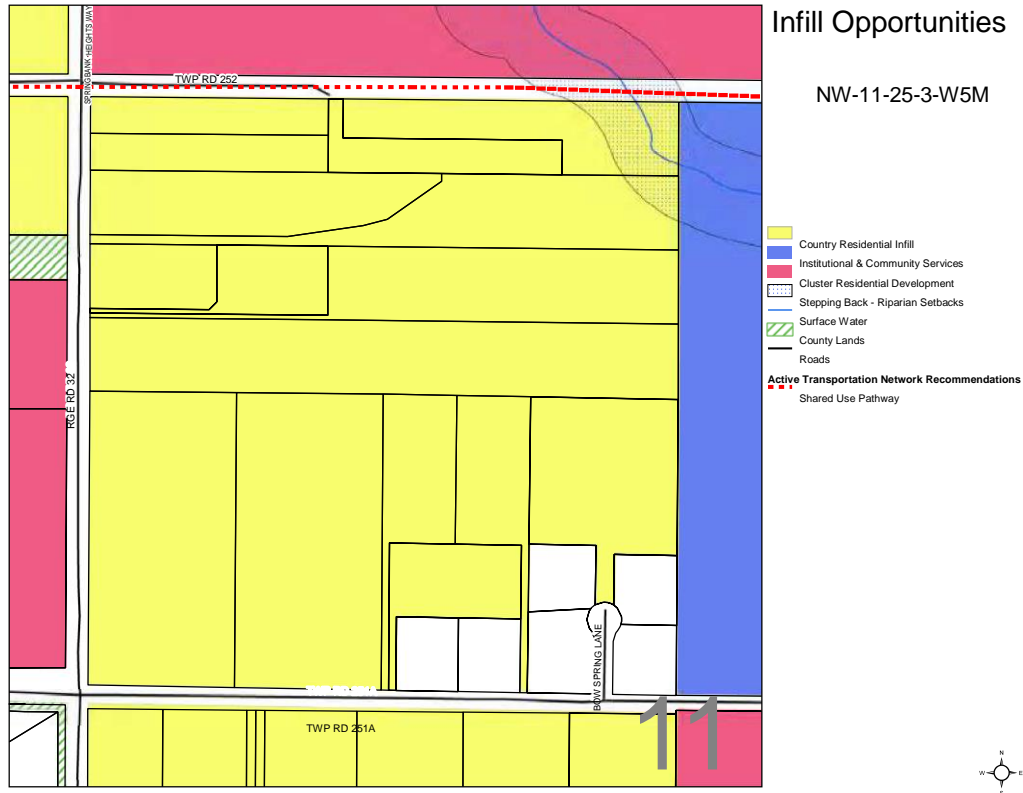 Infill Opportunities
NW-11-25-3-W5M
SPRINGBANK HEIGHTS WAY
TWP RD 252
RGE RD 32
BOW SPRING LANE
TWP RD 251A
11
Country Residential Infill
Institutional & Community Services
Cluster Residential Development
Stepping Back - Riparian Setbacks
Surface Water
County Lands
Roads
Active Transportation Network Recommendations
Shared Use Pathway
N
W
E
S